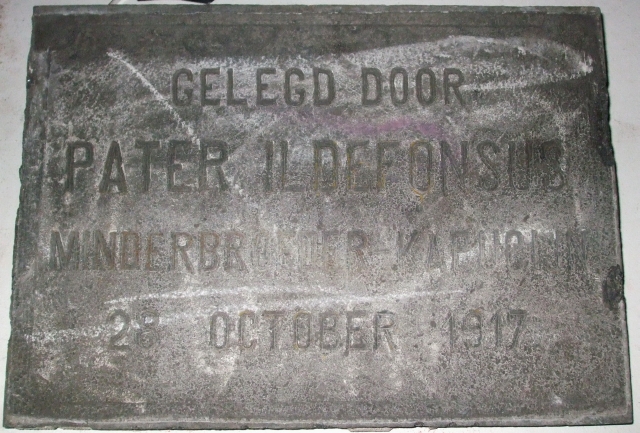 GELEGD DOOR
PATER ILDEFONSUS
MINDERBROEDER-KAPUCIJN
28 OCTOBER 1917